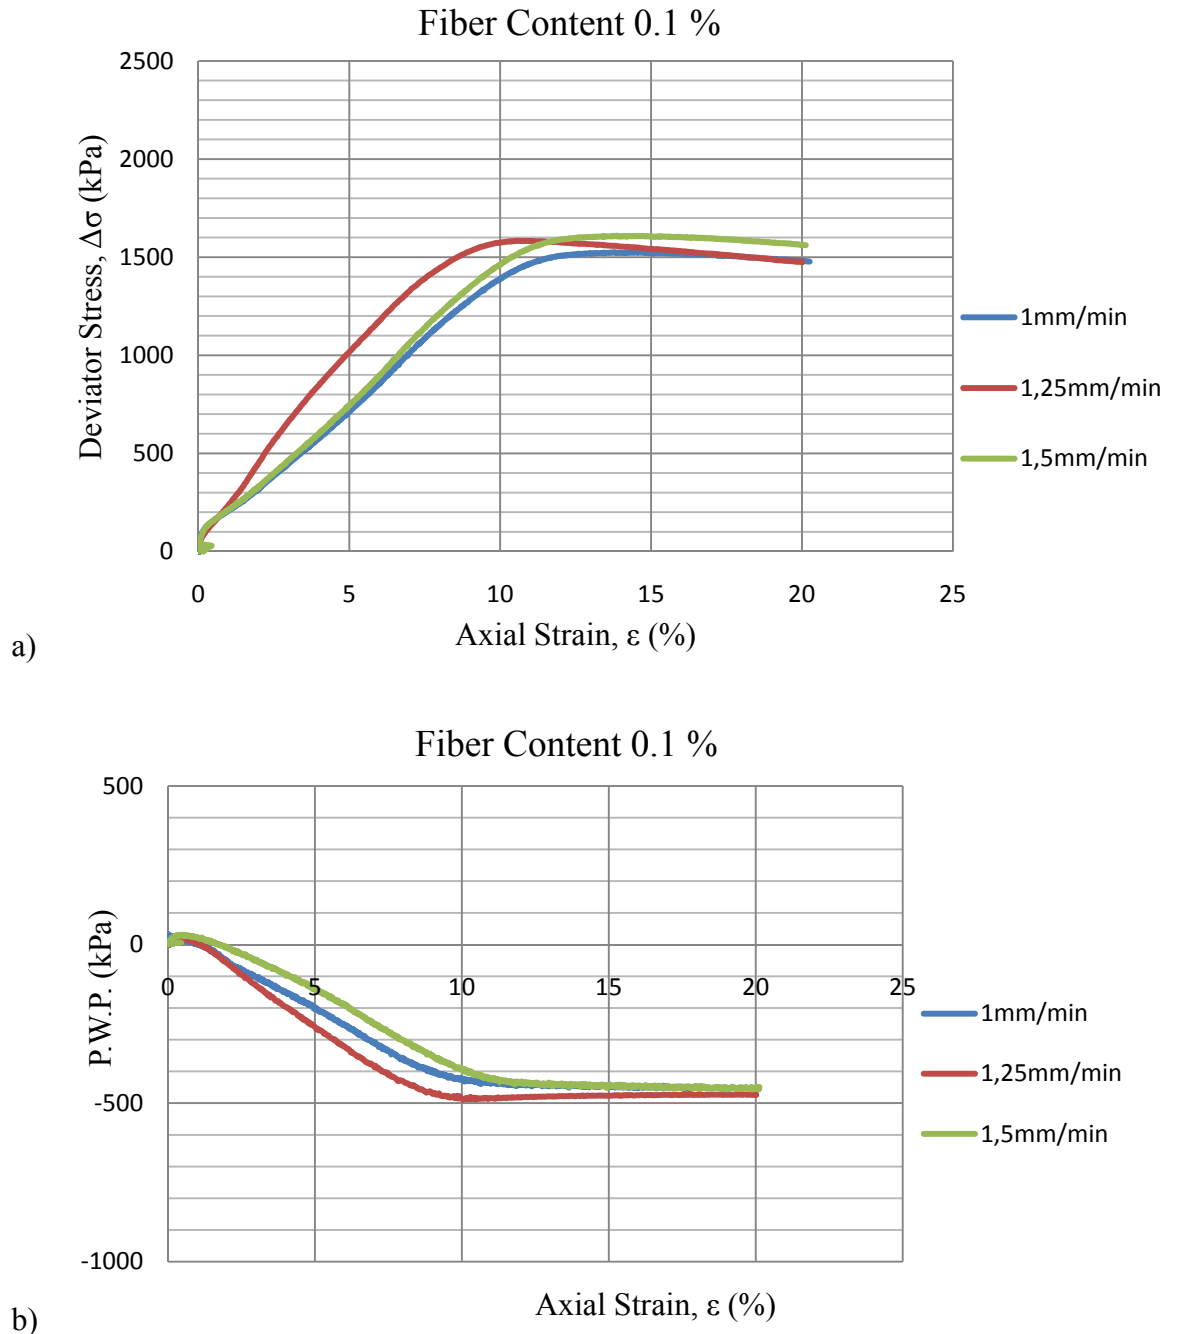 Fiber Content 0.1 %
2500
2000
1500
1000
500
0
Deviator Stress, Δσ (kPa)
0 5 10 15 20 25
Axial Strain, ε (%)
1mm/min
1,25mm/min
1,5mm/min
a)
Fiber Content 0.1 %
500
0
-500
-1000
P.W.P. (kPa)
0 5 10 15 20 25
1mm/min
1,25mm/min
1,5mm/min
Axial Strain, ε (%)
b)